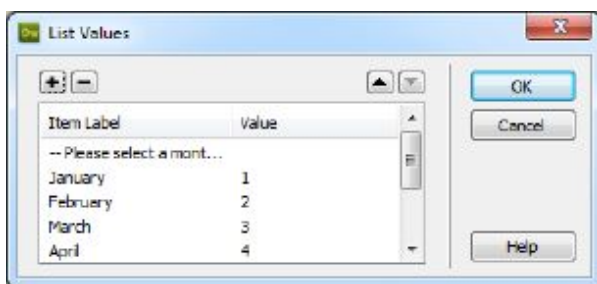 Dw List Values
OK
Item Label Value
Cancel
-- Please select a mont...
January 1
February 2
March 3
April 4
Help